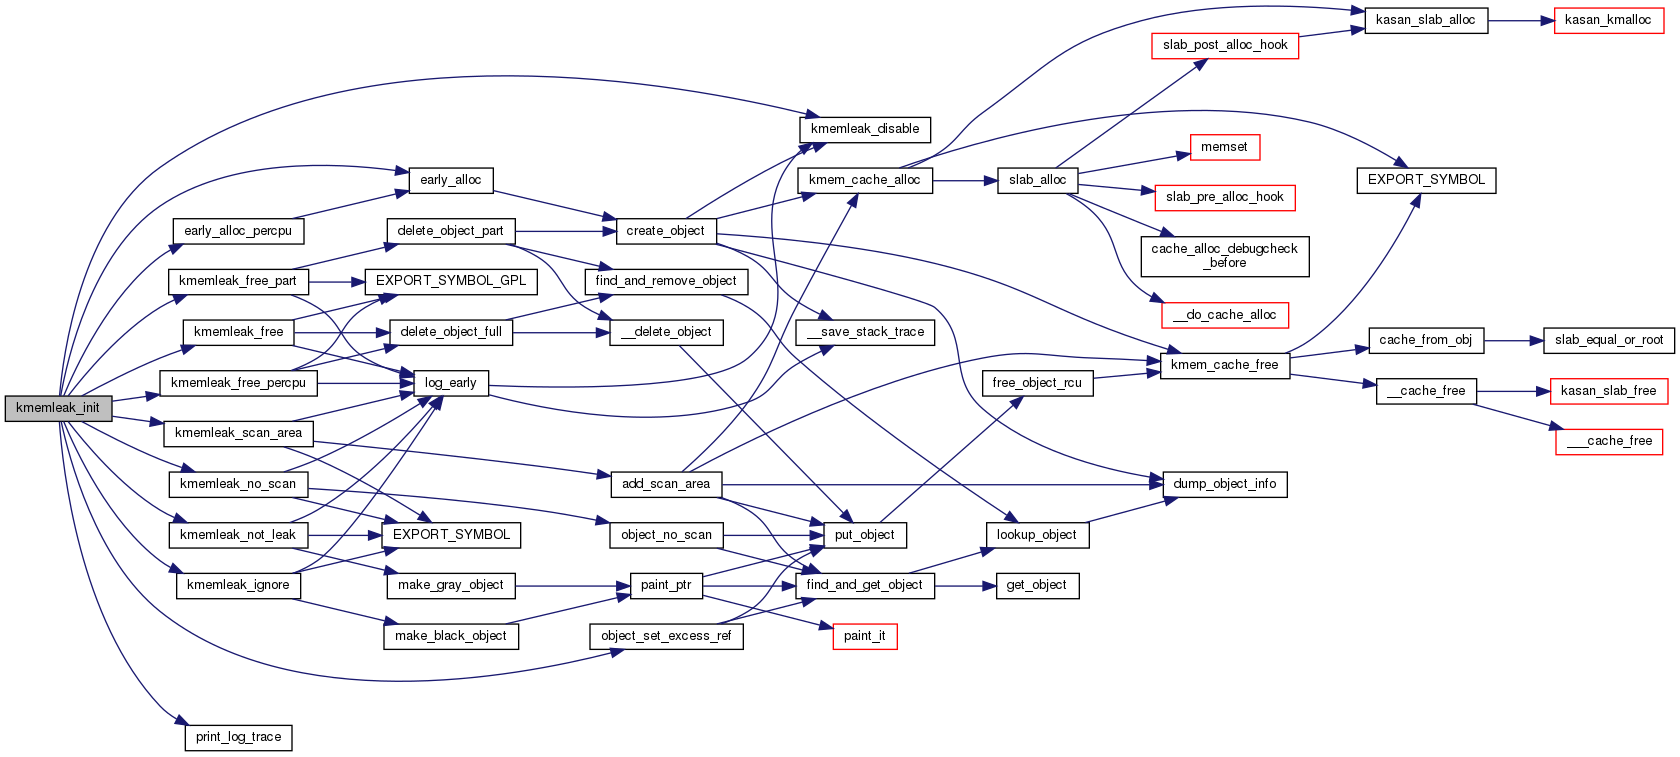 kasan_slab_alloc
kasan_kmalloc
slab_post_alloc_hook
kmemleak_disable
memset
early_alloc
kmem_cache_alloc
slab_alloc
EXPORT_SYMBOL
slab_pre_alloc_hook
early_alloc_percpu
delete_object_part
create_object
cache_alloc_debugcheck
_before
kmemleak_free_part
EXPORT_SYMBOL_GPL
find_and_remove_object
__do_cache_alloc
kmemleak_free
delete_object_full
__delete_object
__save_stack_trace
cache_from_obj
slab_equal_or_root
kmem_cache_free
kmemleak_free_percpu
log_early
free_object_rcu
__cache_free
kasan_slab_free
kmemleak_init
kmemleak_scan_area
___cache_free
kmemleak_no_scan
add_scan_area
dump_object_info
kmemleak_not_leak
EXPORT_SYMBOL
object_no_scan
put_object
lookup_object
kmemleak_ignore
make_gray_object
paint_ptr
find_and_get_object
get_object
make_black_object
object_set_excess_ref
paint_it
print_log_trace